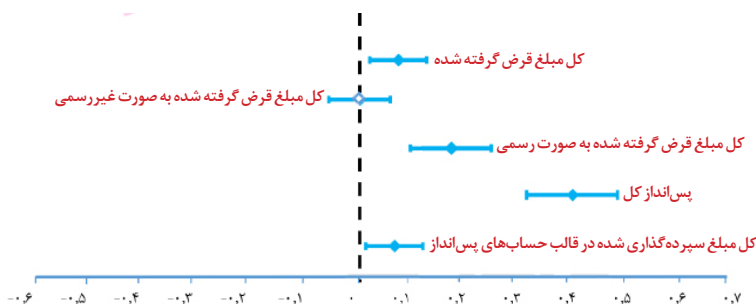 کل مبلغ قرض گرفته شده
کل مبلغ قرض گرفته شده به صورت غیررسمی
کل مبلغ قرض گرفته شده به صورت رسمی
پس‌انداز کل
کل مبلغ سپرده‌گذاری شده در قالب حساب‌های پس‌انداز
-۰.۶ -۰.۵ -۰.۴ -۰.۳ -۰.۲ -۰.۱ ۰ ۰.۱ ۰.۲ ۰.۳ ۰.۴ ۰.۵ ۰.۶ ۰.۷